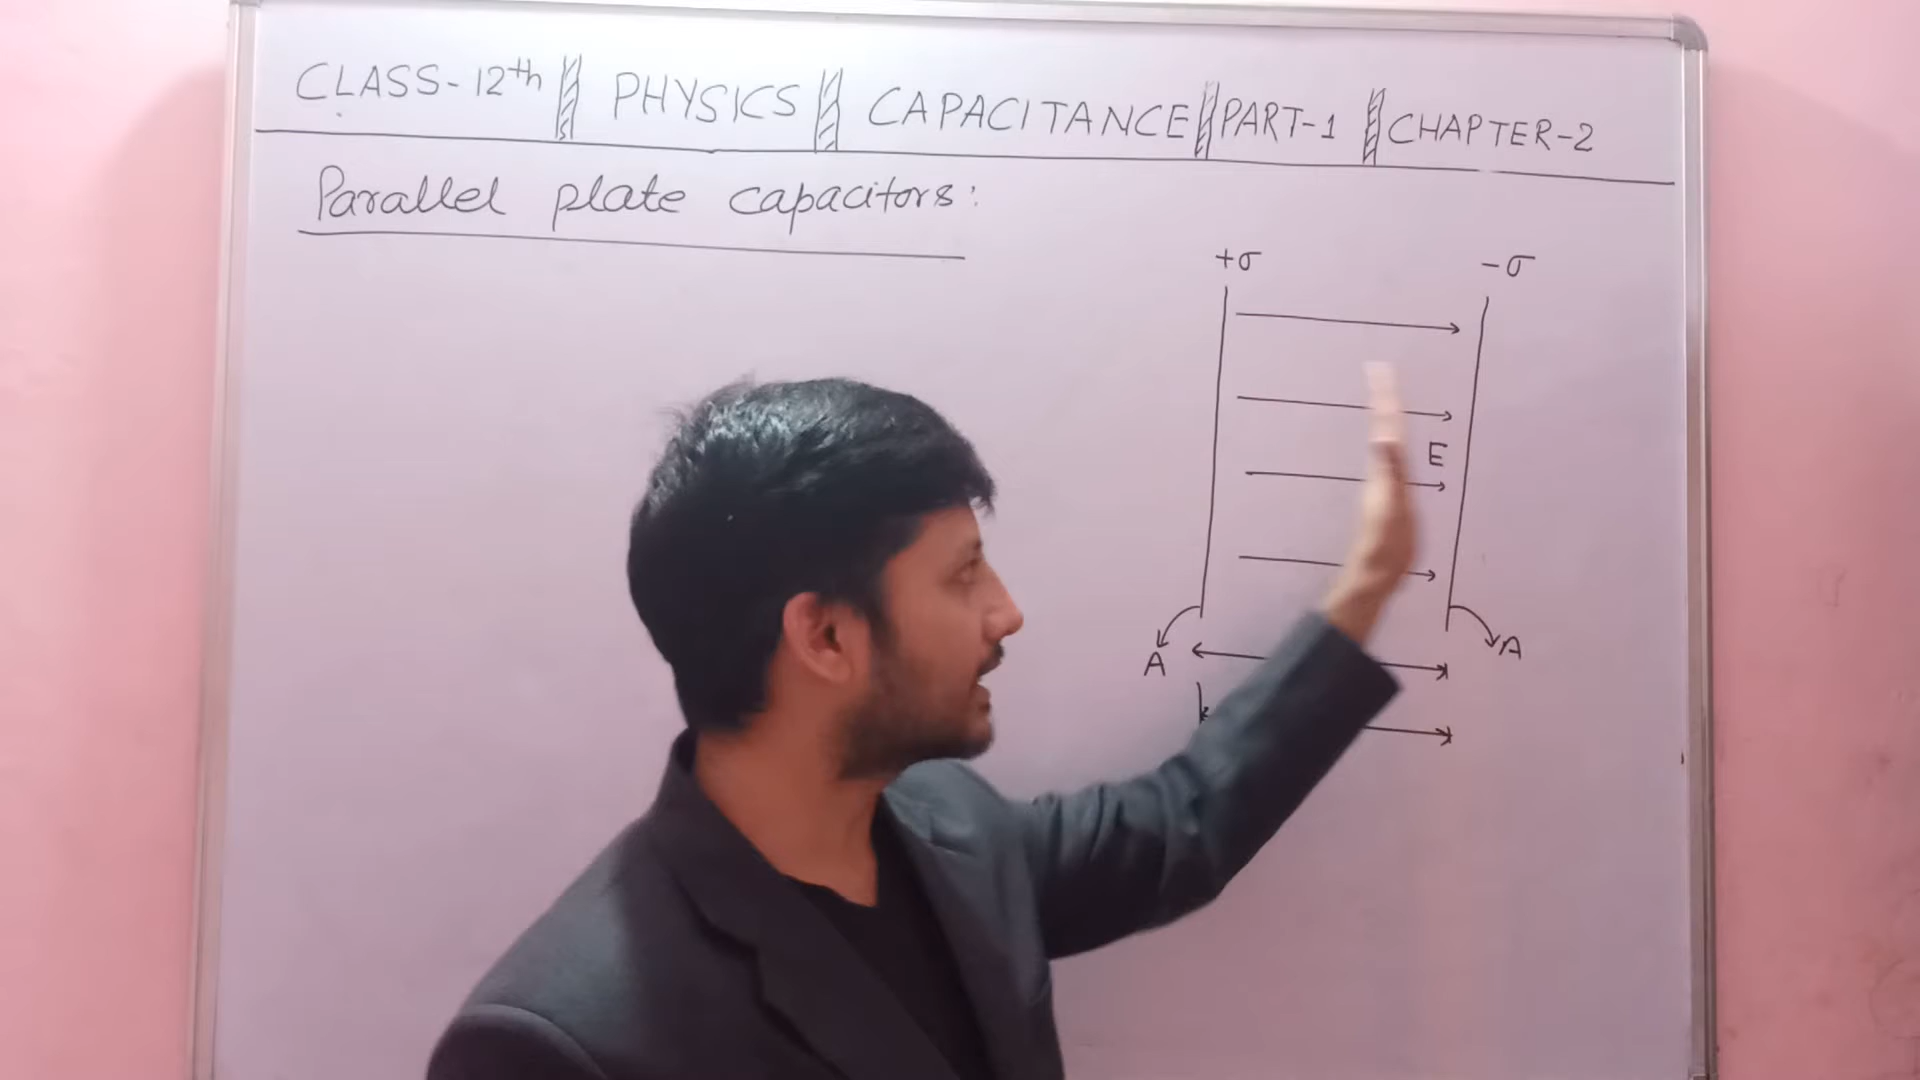 CLASS-12th PHYSICS CAPACITANCE PART-1 CHAPTER-2
Parallel plate capacitors:
+σ -σ
E
A A